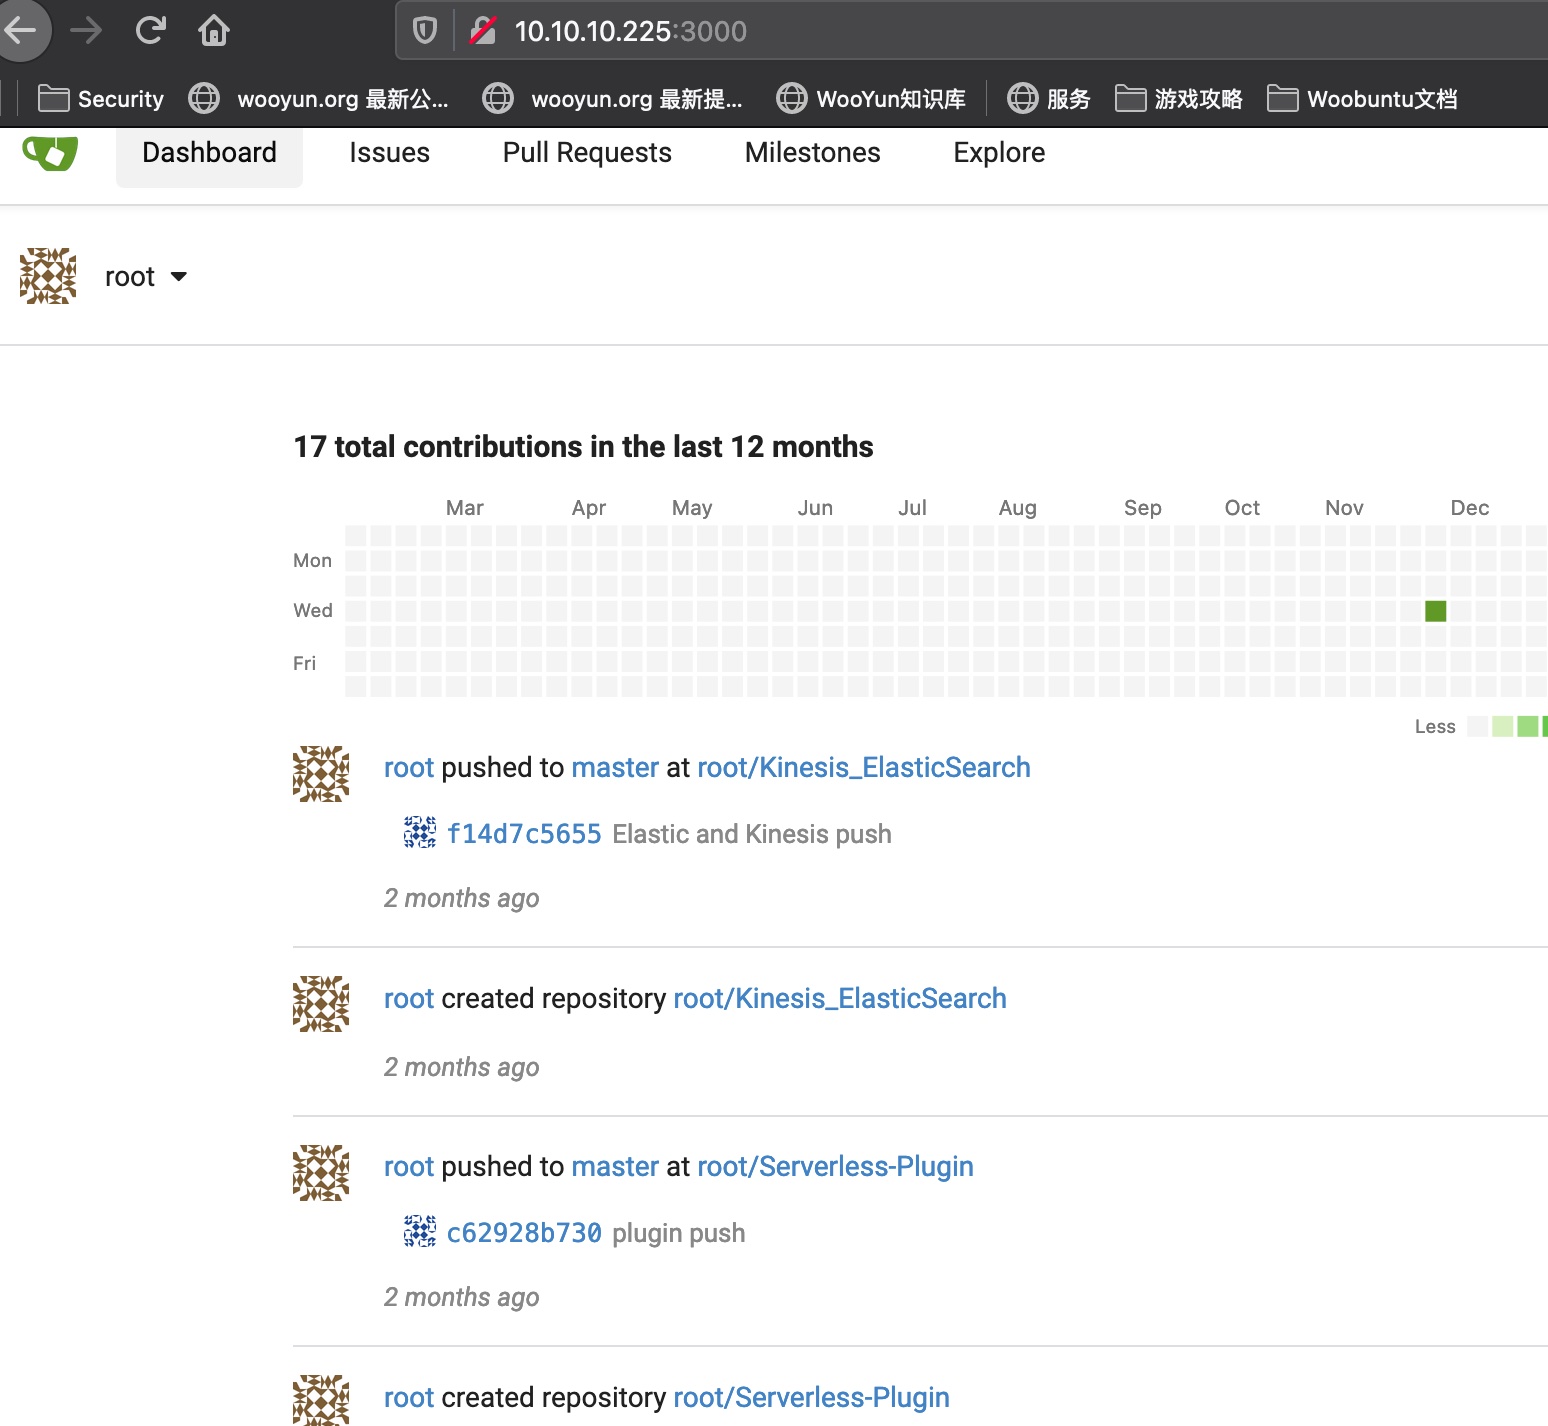 10.10.10.225:3000
Security wooyun.org 最新公... wooyun.org 最新提... WooYun知识库 服务 游戏攻略 Woobuntu文档
Dashboard Issues Pull Requests Milestones Explore
root
17 total contributions in the last 12 months
Mar Apr May Jun Jul Aug Sep Oct Nov Dec
Mon
Wed
Fri
Less
root pushed to master at root/Kinesis_ElasticSearch
f14d7c5655 Elastic and Kinesis push
2 months ago
root created repository root/Kinesis_ElasticSearch
2 months ago
root pushed to master at root/Serverless-Plugin
c62928b730 plugin push
2 months ago
root created repository root/Serverless-Plugin